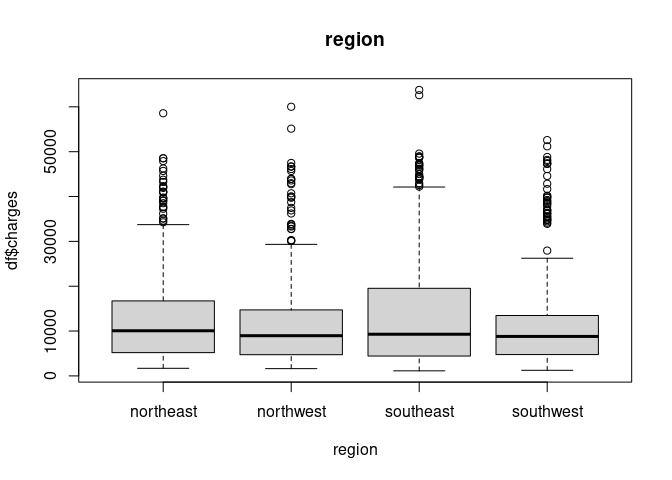 region
df$charges
50000
30000
10000
0
northeast northwest southeast southwest
region